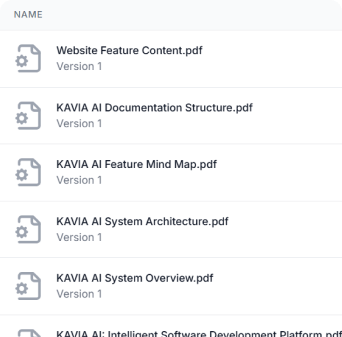 NAME
Website Feature Content.pdf
Version 1
KAVIA AI Documentation Structure.pdf
Version 1
KAVIA AI Feature Mind Map.pdf
Version 1
KAVIA AI System Architecture.pdf
Version 1
KAVIA AI System Overview.pdf
Version 1
KAVIA AI: Intelligent Software Development Platform.pdf